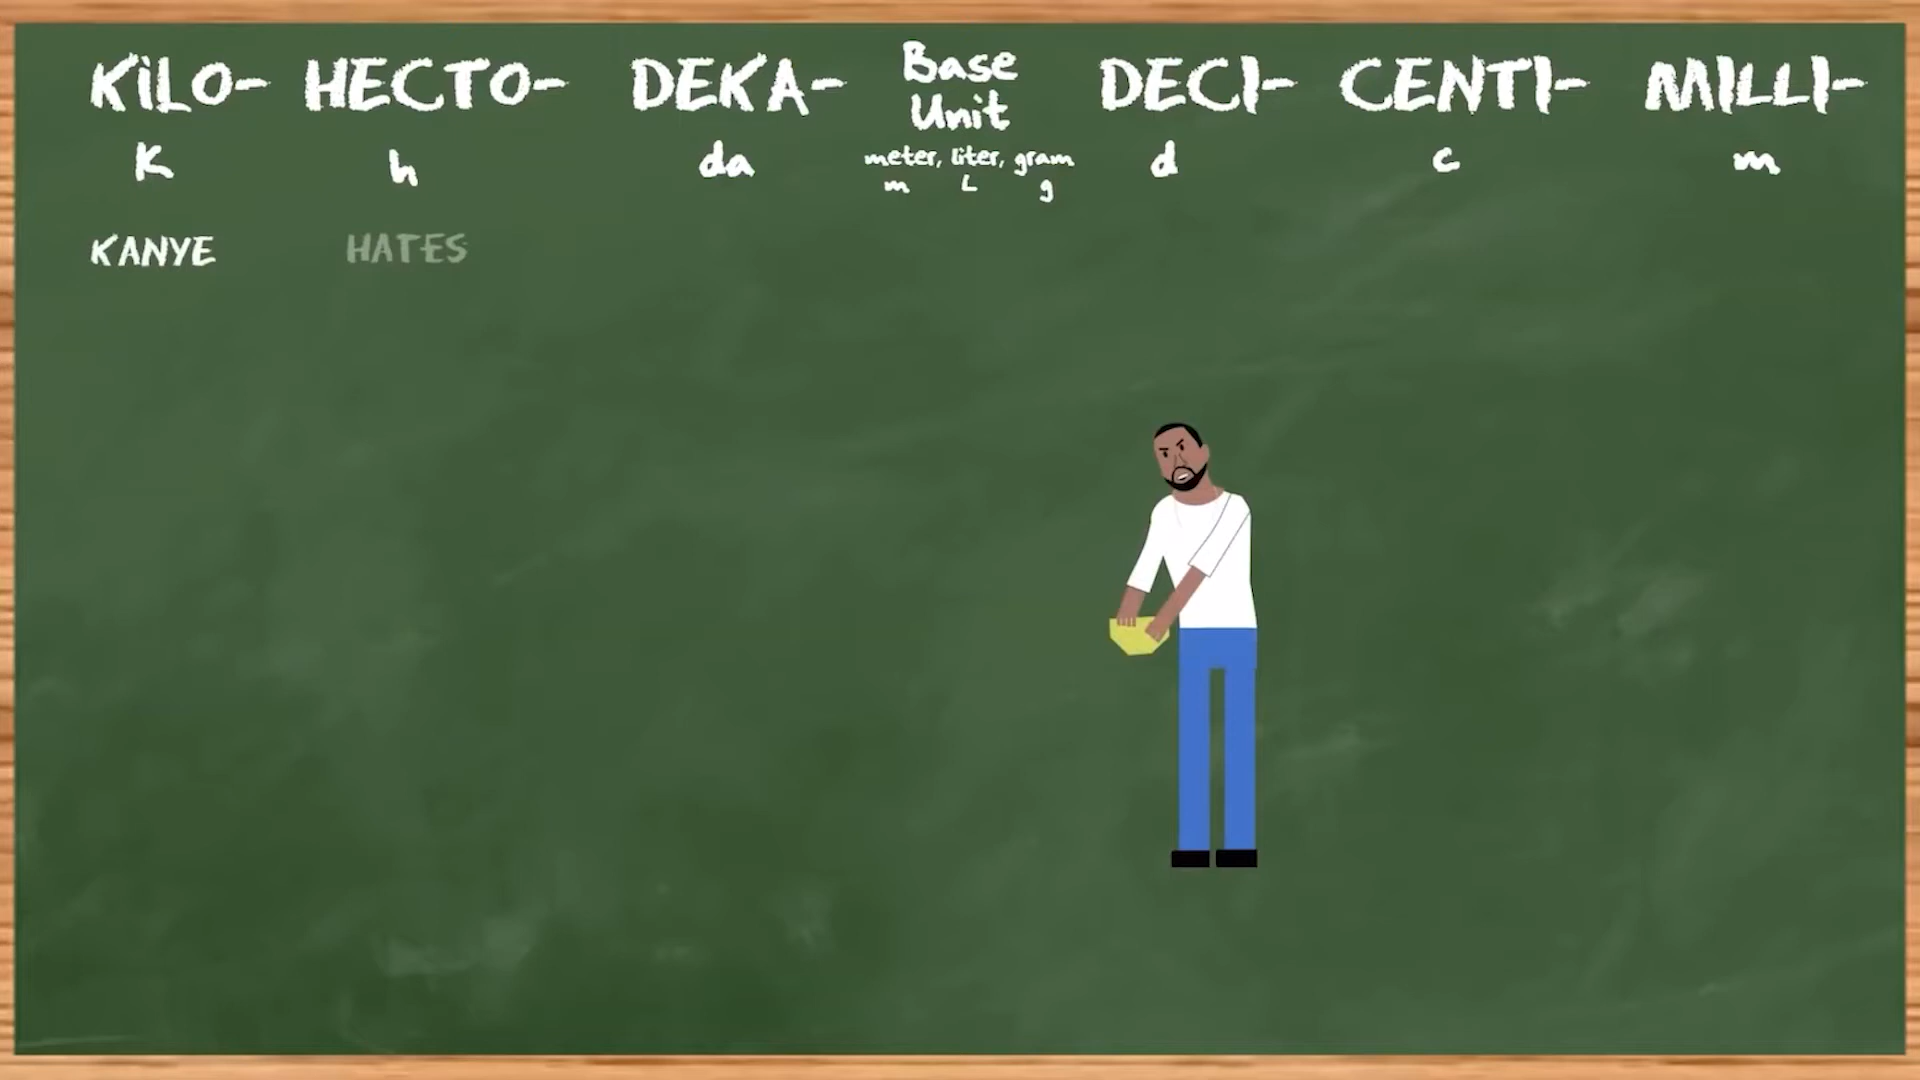 KiLO- HECTO- DEKA- Base Unit DECI- CENTI- MILLI-
K h da meter, liter, gram d c m
m L g
KANYE HATES